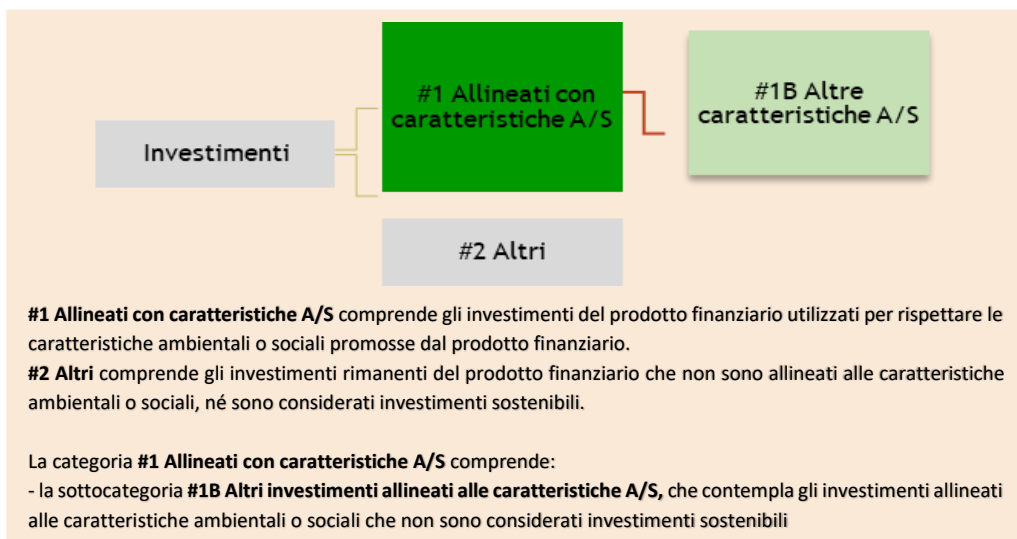 #1 Allineati con
caratteristiche A/S
#1B Altre
caratteristiche A/S
Investimenti
#2 Altri
#1 Allineati con caratteristiche A/S comprende gli investimenti del prodotto finanziario utilizzati per rispettare le
caratteristiche ambientali o sociali promosse dal prodotto finanziario.
#2 Altri comprende gli investimenti rimanenti del prodotto finanziario che non sono allineati alle caratteristiche
ambientali o sociali, né sono considerati investimenti sostenibili.
La categoria #1 Allineati con caratteristiche A/S comprende:
- la sottocategoria #1B Altri investimenti allineati alle caratteristiche A/S, che contempla gli investimenti allineati
alle caratteristiche ambientali o sociali che non sono considerati investimenti sostenibili